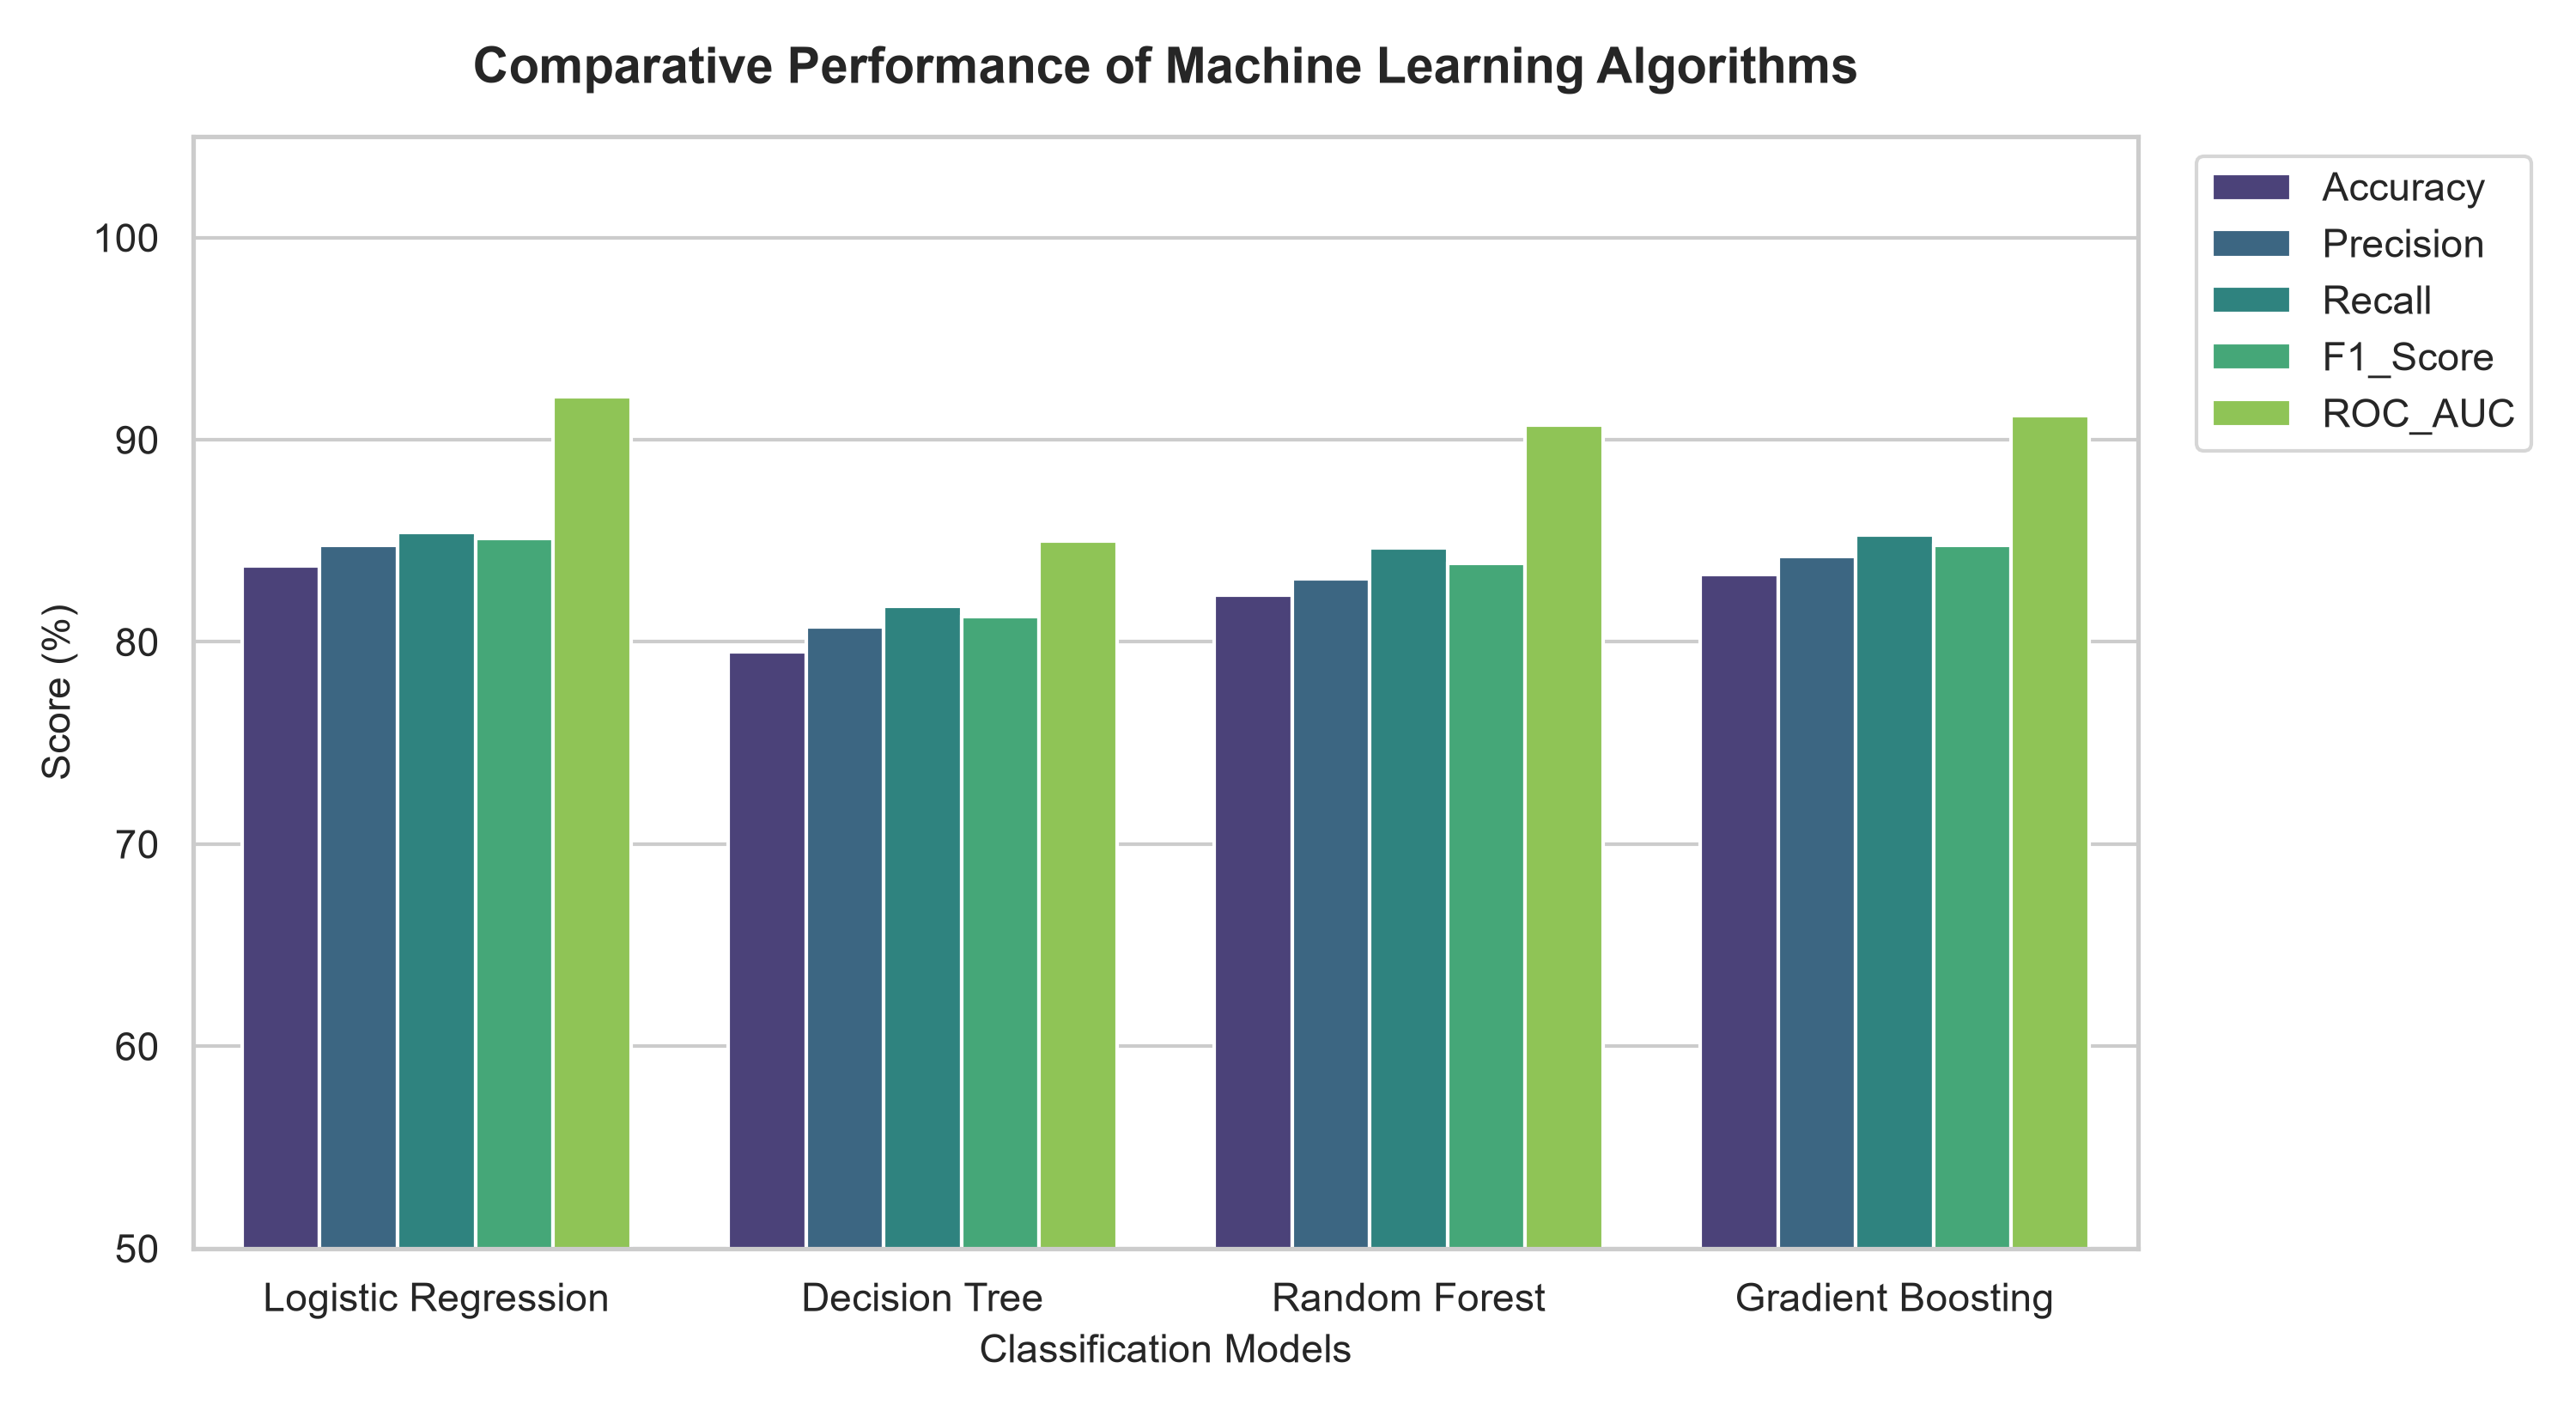 Comparative Performance of Machine Learning Algorithms
Accuracy
Precision
Recall
F1_Score
ROC_AUC
Score (%)
100
90
80
70
60
50
Logistic Regression
Decision Tree
Random Forest
Gradient Boosting
Classification Models